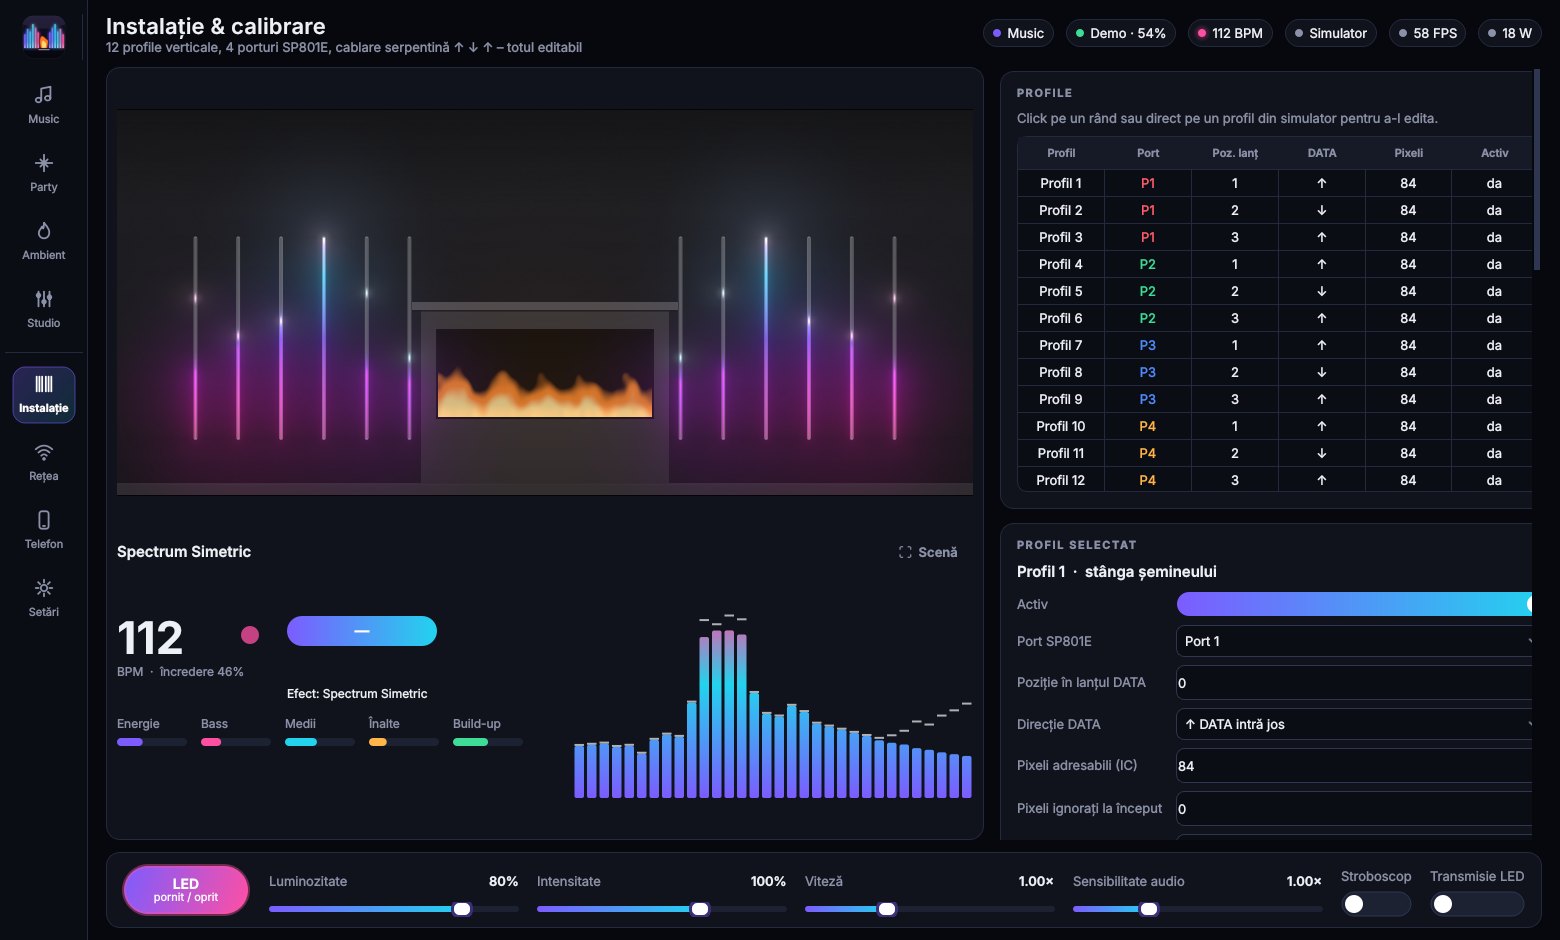 Instalație & calibrare
12 profile verticale, 4 porturi SP801E, cablare serpentină ↑ ↓ ↑ – totul editabil
Music
Demo · 54%
112 BPM
Simulator
58 FPS
18 W
Music
Party
Ambient
Studio
Instalație
Rețea
Telefon
Setări
Spectrum Simetric
Scenă
112
BPM · încredere 46%
—
Efect: Spectrum Simetric
Energie Bass Medii Înalte Build-up
PROFILE
Click pe un rând sau direct pe un profil din simulator pentru a-l edita.
Profil Port Poz. lanț DATA Pixeli Activ
Profil 1 P1 1 ↑ 84 da
Profil 2 P1 2 ↓ 84 da
Profil 3 P1 3 ↑ 84 da
Profil 4 P2 1 ↑ 84 da
Profil 5 P2 2 ↓ 84 da
Profil 6 P2 3 ↑ 84 da
Profil 7 P3 1 ↑ 84 da
Profil 8 P3 2 ↓ 84 da
Profil 9 P3 3 ↑ 84 da
Profil 10 P4 1 ↑ 84 da
Profil 11 P4 2 ↓ 84 da
Profil 12 P4 3 ↑ 84 da
PROFIL SELECTAT
Profil 1 · stânga șemineului
Activ
Port SP801E Port 1
Poziție în lanțul DATA 0
Direcție DATA ↑ DATA intră jos
Pixeli adresabili (IC) 84
Pixeli ignorați la început 0
LED
pornit / oprit
Luminozitate 80%
Intensitate 100%
Viteză 1.00×
Sensibilitate audio 1.00×
Stroboscop
Transmisie LED